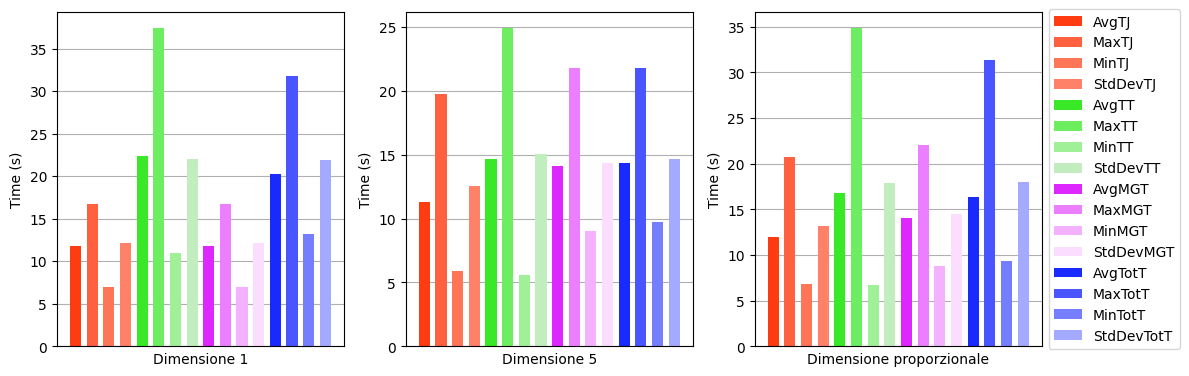 Time (s)
35
30
25
20
15
10
5
0
Dimensione 1
Time (s)
25
20
15
10
5
0
Dimensione 5
Time (s)
35
30
25
20
15
10
5
0
Dimensione proporzionale
AvgTJ
MaxTJ
MinTJ
StdDevTJ
AvgTT
MaxTT
MinTT
StdDevTT
AvgMGT
MaxMGT
MinMGT
StdDevMGT
AvgTotT
MaxTotT
MinTotT
StdDevTotT